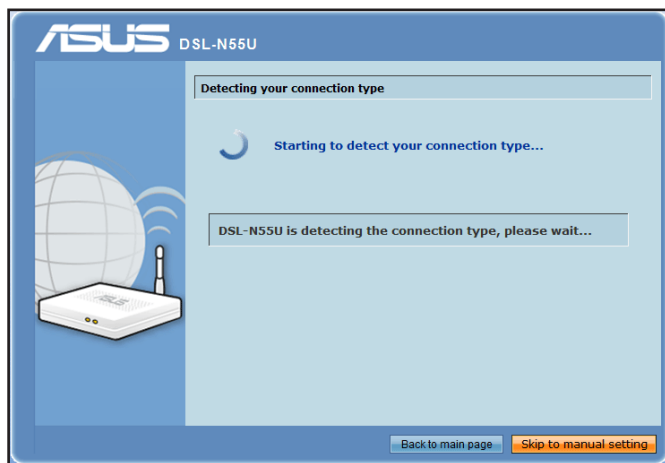 ASUS DSL-N55U
Detecting your connection type
Starting to detect your connection type...
DSL-N55U is detecting the connection type, please wait...
ASUS
Back to main page Skip to manual setting